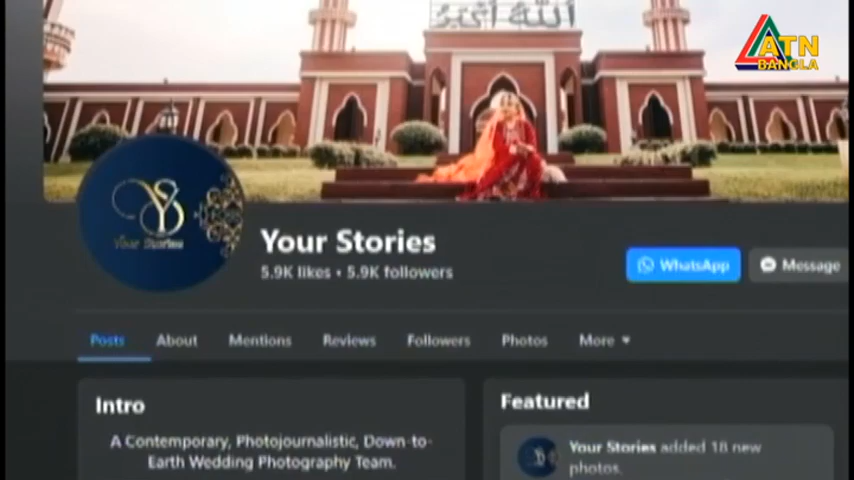 الله أكبر
ATN
BANGLA
YS
Your Stories
Your Stories
5.9K likes • 5.9K followers
WhatsApp
Message
Posts
About
Mentions
Reviews
Followers
Photos
More
Intro
A Contemporary, Photojournalistic, Down-to-
Earth Wedding Photography Team.
Featured
Your Stories added 18 new
photos.